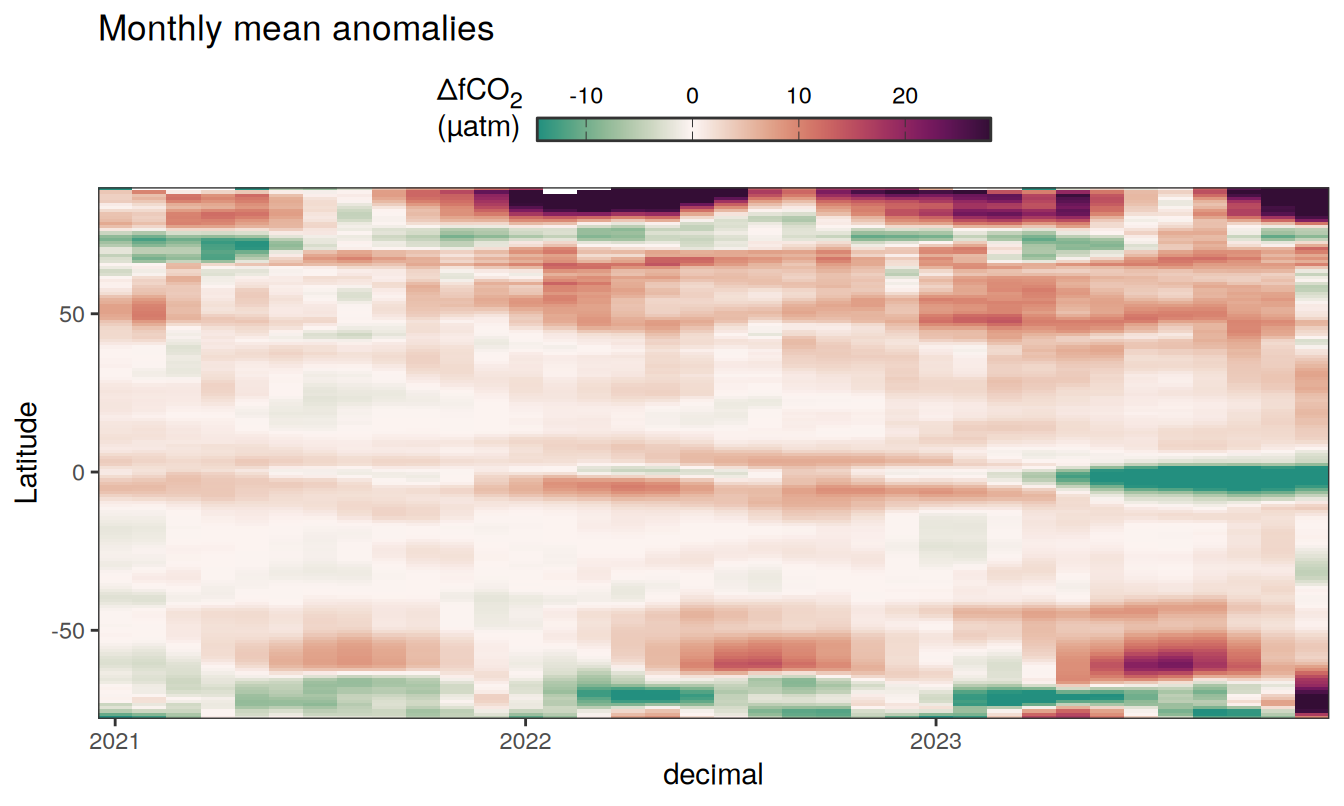 Monthly mean anomalies
ΔfCO₂
(µatm)
-10 0 10 20
Latitude
50
0
-50
2021 2022 2023
decimal